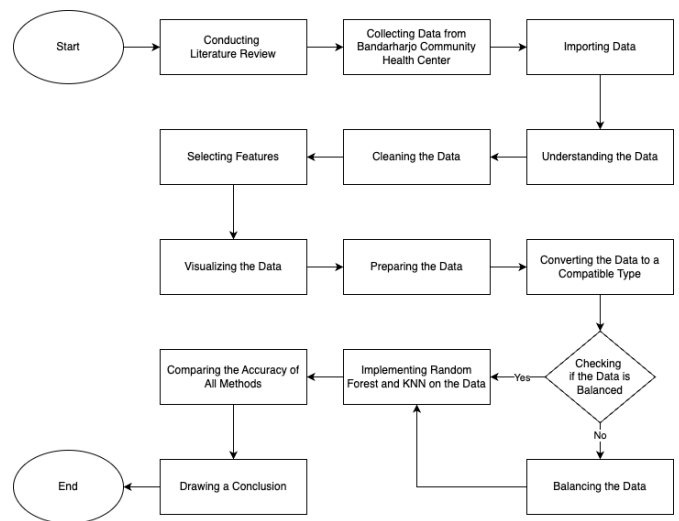 Start
Conducting
Literature Review
Collecting Data from
Bandarharjo Community
Health Center
Importing Data
Selecting Features
Cleaning the Data
Understanding the Data
Visualizing the Data
Preparing the Data
Converting the Data to a
Compatible Type
Comparing the Accuracy of
All Methods
Implementing Random
Forest and KNN on the Data
Yes
Checking
if the Data is
Balanced
No
End
Drawing a Conclusion
Balancing the Data